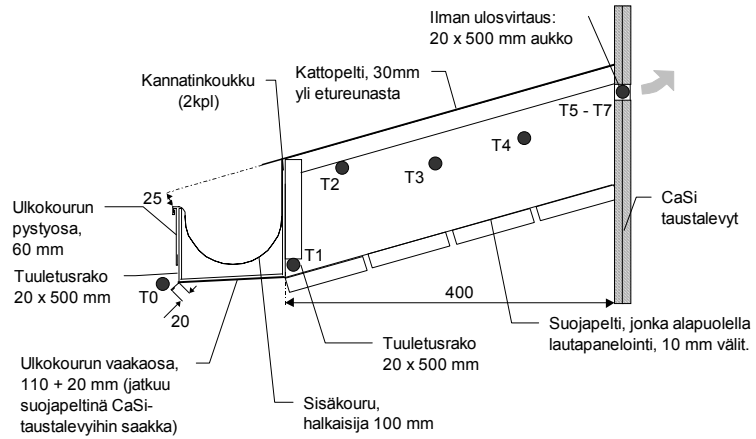 Ilman ulosvirtaus:
20 x 500 mm aukko
Kannatinkoukku
(2kpl)
Kattopelti, 30mm
yli etureunasta
T5 - T7
T4
T3
T2
25
Ulkokourun
pystyosa,
60 mm
CaSi
taustalevyt
Tuuletusrako
20 x 500 mm
T0
T1
20
400
Ulkokourun vaakaosa,
110 + 20 mm (jatkuu
suojapeltinä CaSi-
taustalevyihin saakka)
Sisäkouru,
halkaisija 100 mm
Tuuletusrako
20 x 500 mm
Suojapelti, jonka alapuolella
lautapanelointi, 10 mm välit.